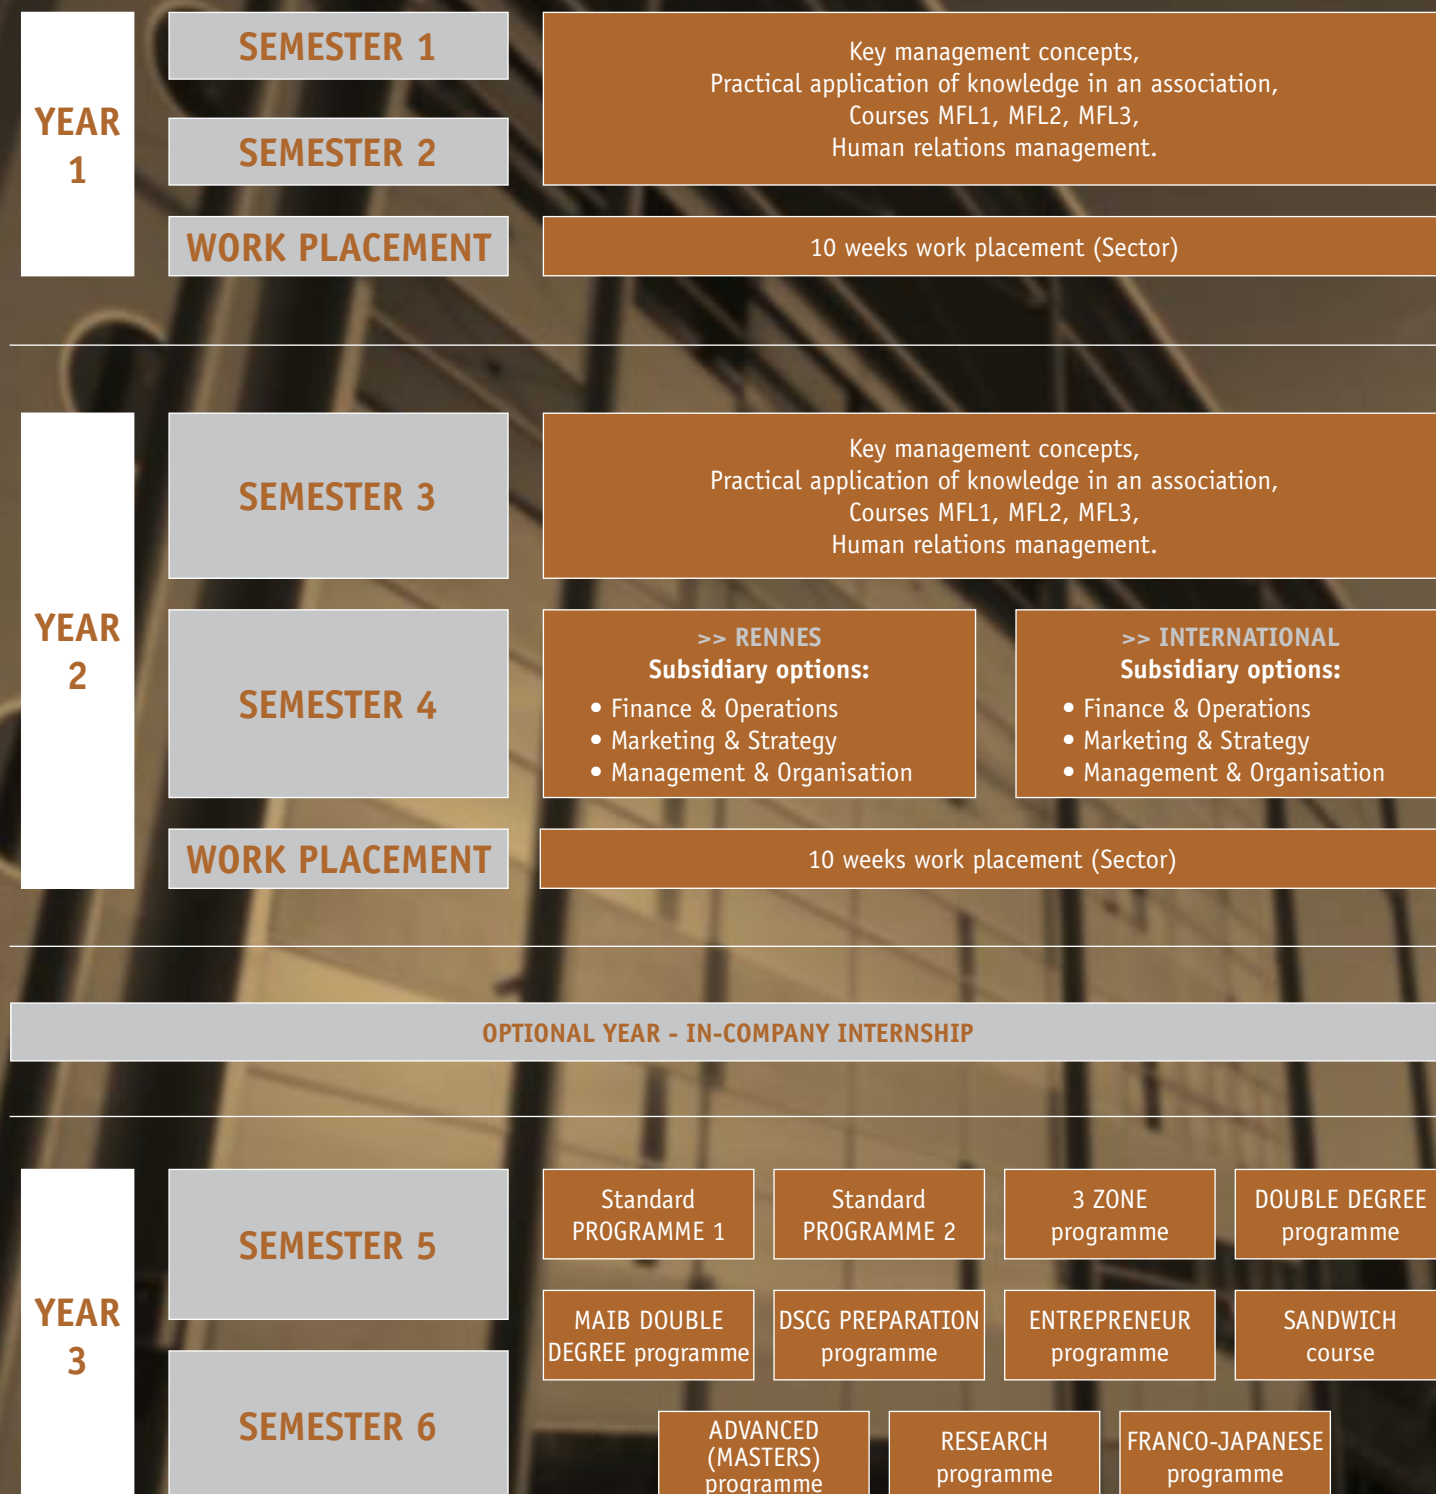 YEAR
1
SEMESTER 1
SEMESTER 2
Key management concepts,
Practical application of knowledge in an association,
Courses MFL1, MFL2, MFL3,
Human relations management.
WORK PLACEMENT
10 weeks work placement (Sector)
YEAR
2
SEMESTER 3
Key management concepts,
Practical application of knowledge in an association,
Courses MFL1, MFL2, MFL3,
Human relations management.
SEMESTER 4
>> RENNES
Subsidiary options:
• Finance & Operations
• Marketing & Strategy
• Management & Organisation
>> INTERNATIONAL
Subsidiary options:
• Finance & Operations
• Marketing & Strategy
• Management & Organisation
WORK PLACEMENT
10 weeks work placement (Sector)
OPTIONAL YEAR - IN-COMPANY INTERNSHIP
YEAR
3
SEMESTER 5
SEMESTER 6
Standard
PROGRAMME 1
Standard
PROGRAMME 2
3 ZONE
programme
DOUBLE DEGREE
programme
MAIB DOUBLE
DEGREE programme
DSCG PREPARATION
programme
ENTREPRENEUR
programme
SANDWICH
course
ADVANCED
(MASTERS)
programme
RESEARCH
programme
FRANCO-JAPANESE
programme